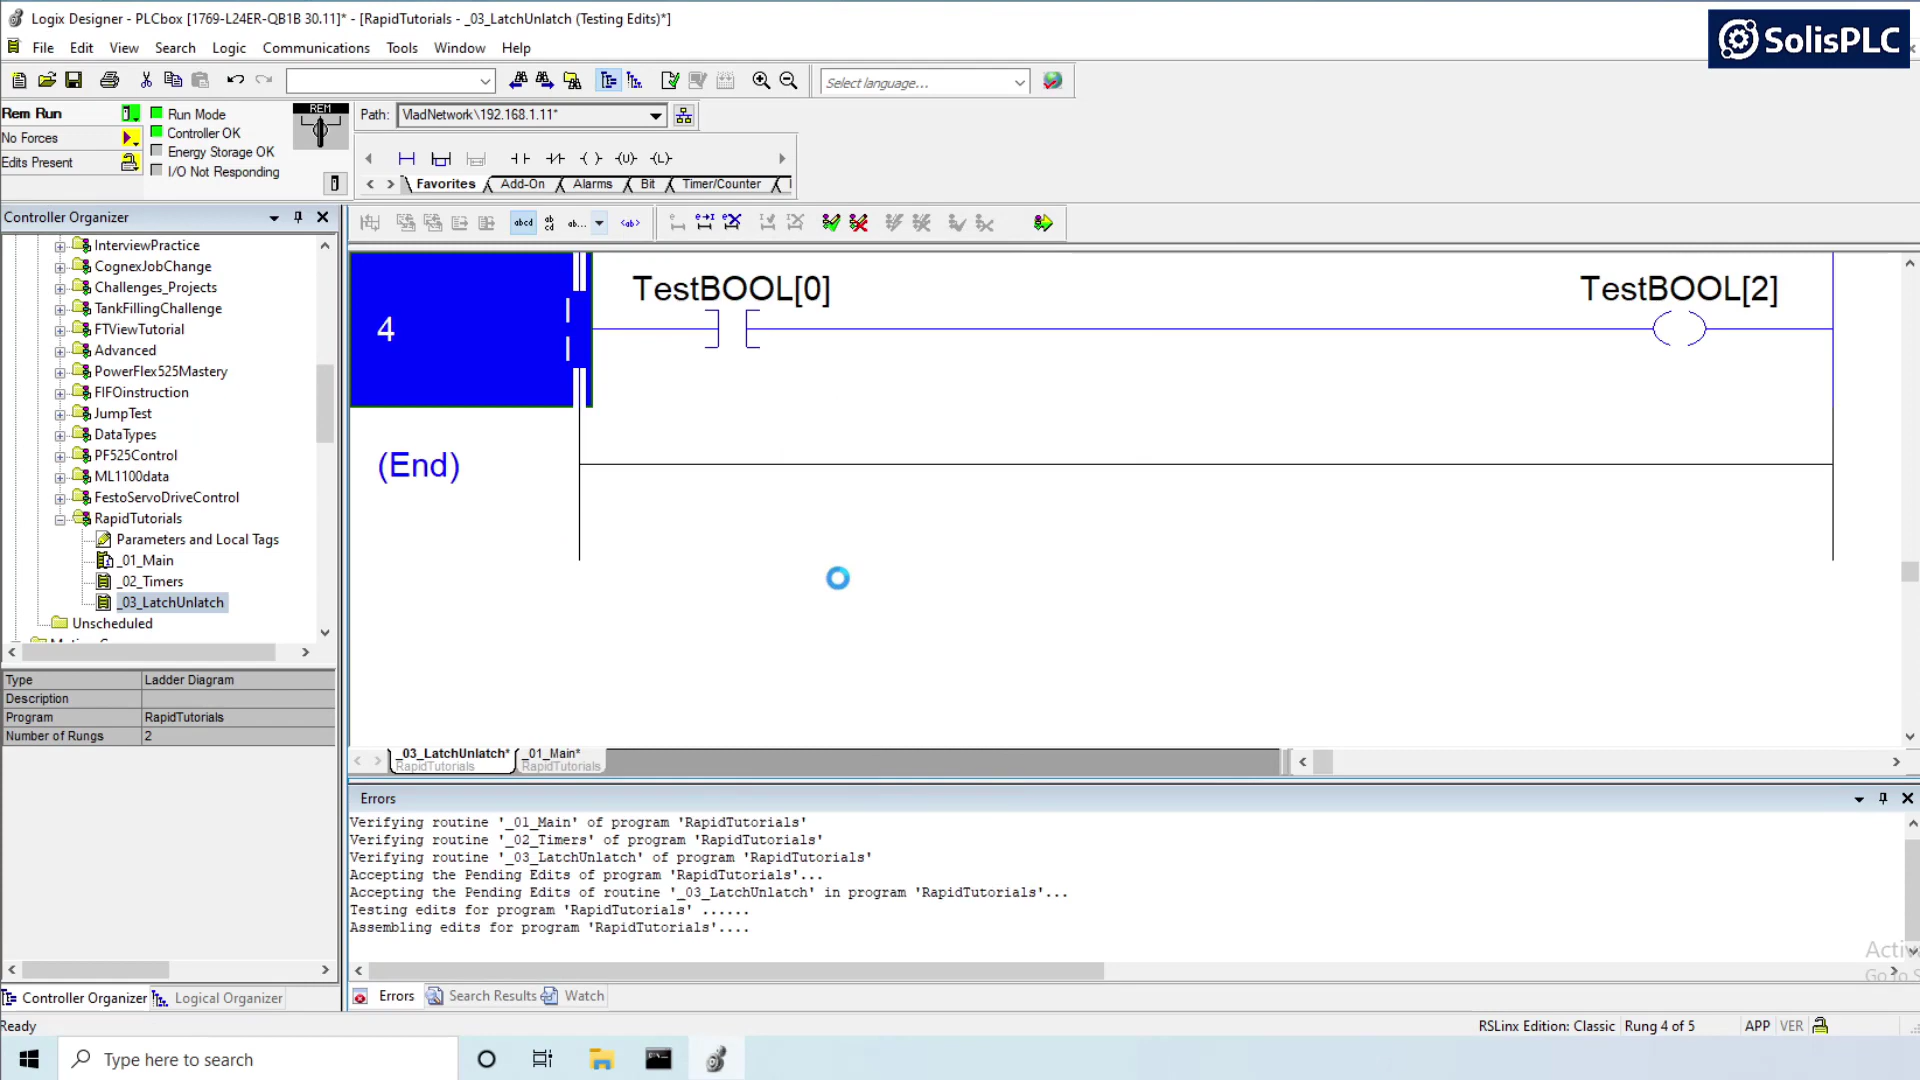 Logix Designer - PLCbox [1769-L24ER-QB1B 30.11]* - [RapidTutorials - _03_LatchUnlatch (Testing Edits)*]
SolisPLC
File Edit View Search Logic Communications Tools Window Help
Select language...
Rem Run
No Forces
Edits Present
Run Mode
Controller OK
Energy Storage OK
I/O Not Responding
REM
Path: VladNetwork\192.168.1.11*
Favorites Add-On Alarms Bit Timer/Counter
Controller Organizer
InterviewPractice
CognexJobChange
Challenges_Projects
TankFillingChallenge
FTViewTutorial
Advanced
PowerFlex525Mastery
FIFOinstruction
JumpTest
DataTypes
PF525Control
ML1100data
FestoServoDriveControl
RapidTutorials
Parameters and Local Tags
_01_Main
_02_Timers
_03_LatchUnlatch
Unscheduled
Type Ladder Diagram
Description
Program RapidTutorials
Number of Rungs 2
Controller Organizer Logical Organizer
TestBOOL[0] TestBOOL[2]
4
(End)
_03_LatchUnlatch* _01_Main*
RapidTutorials RapidTutorials
Errors
Verifying routine '_01_Main' of program 'RapidTutorials'
Verifying routine '_02_Timers' of program 'RapidTutorials'
Verifying routine '_03_LatchUnlatch' of program 'RapidTutorials'
Accepting the Pending Edits of program 'RapidTutorials'...
Accepting the Pending Edits of routine '_03_LatchUnlatch' in program 'RapidTutorials'...
Testing edits for program 'RapidTutorials' ......
Assembling edits for program 'RapidTutorials'....
Errors Search Results Watch
Ready
RSLinx Edition: Classic Rung 4 of 5 APP VER
Type here to search